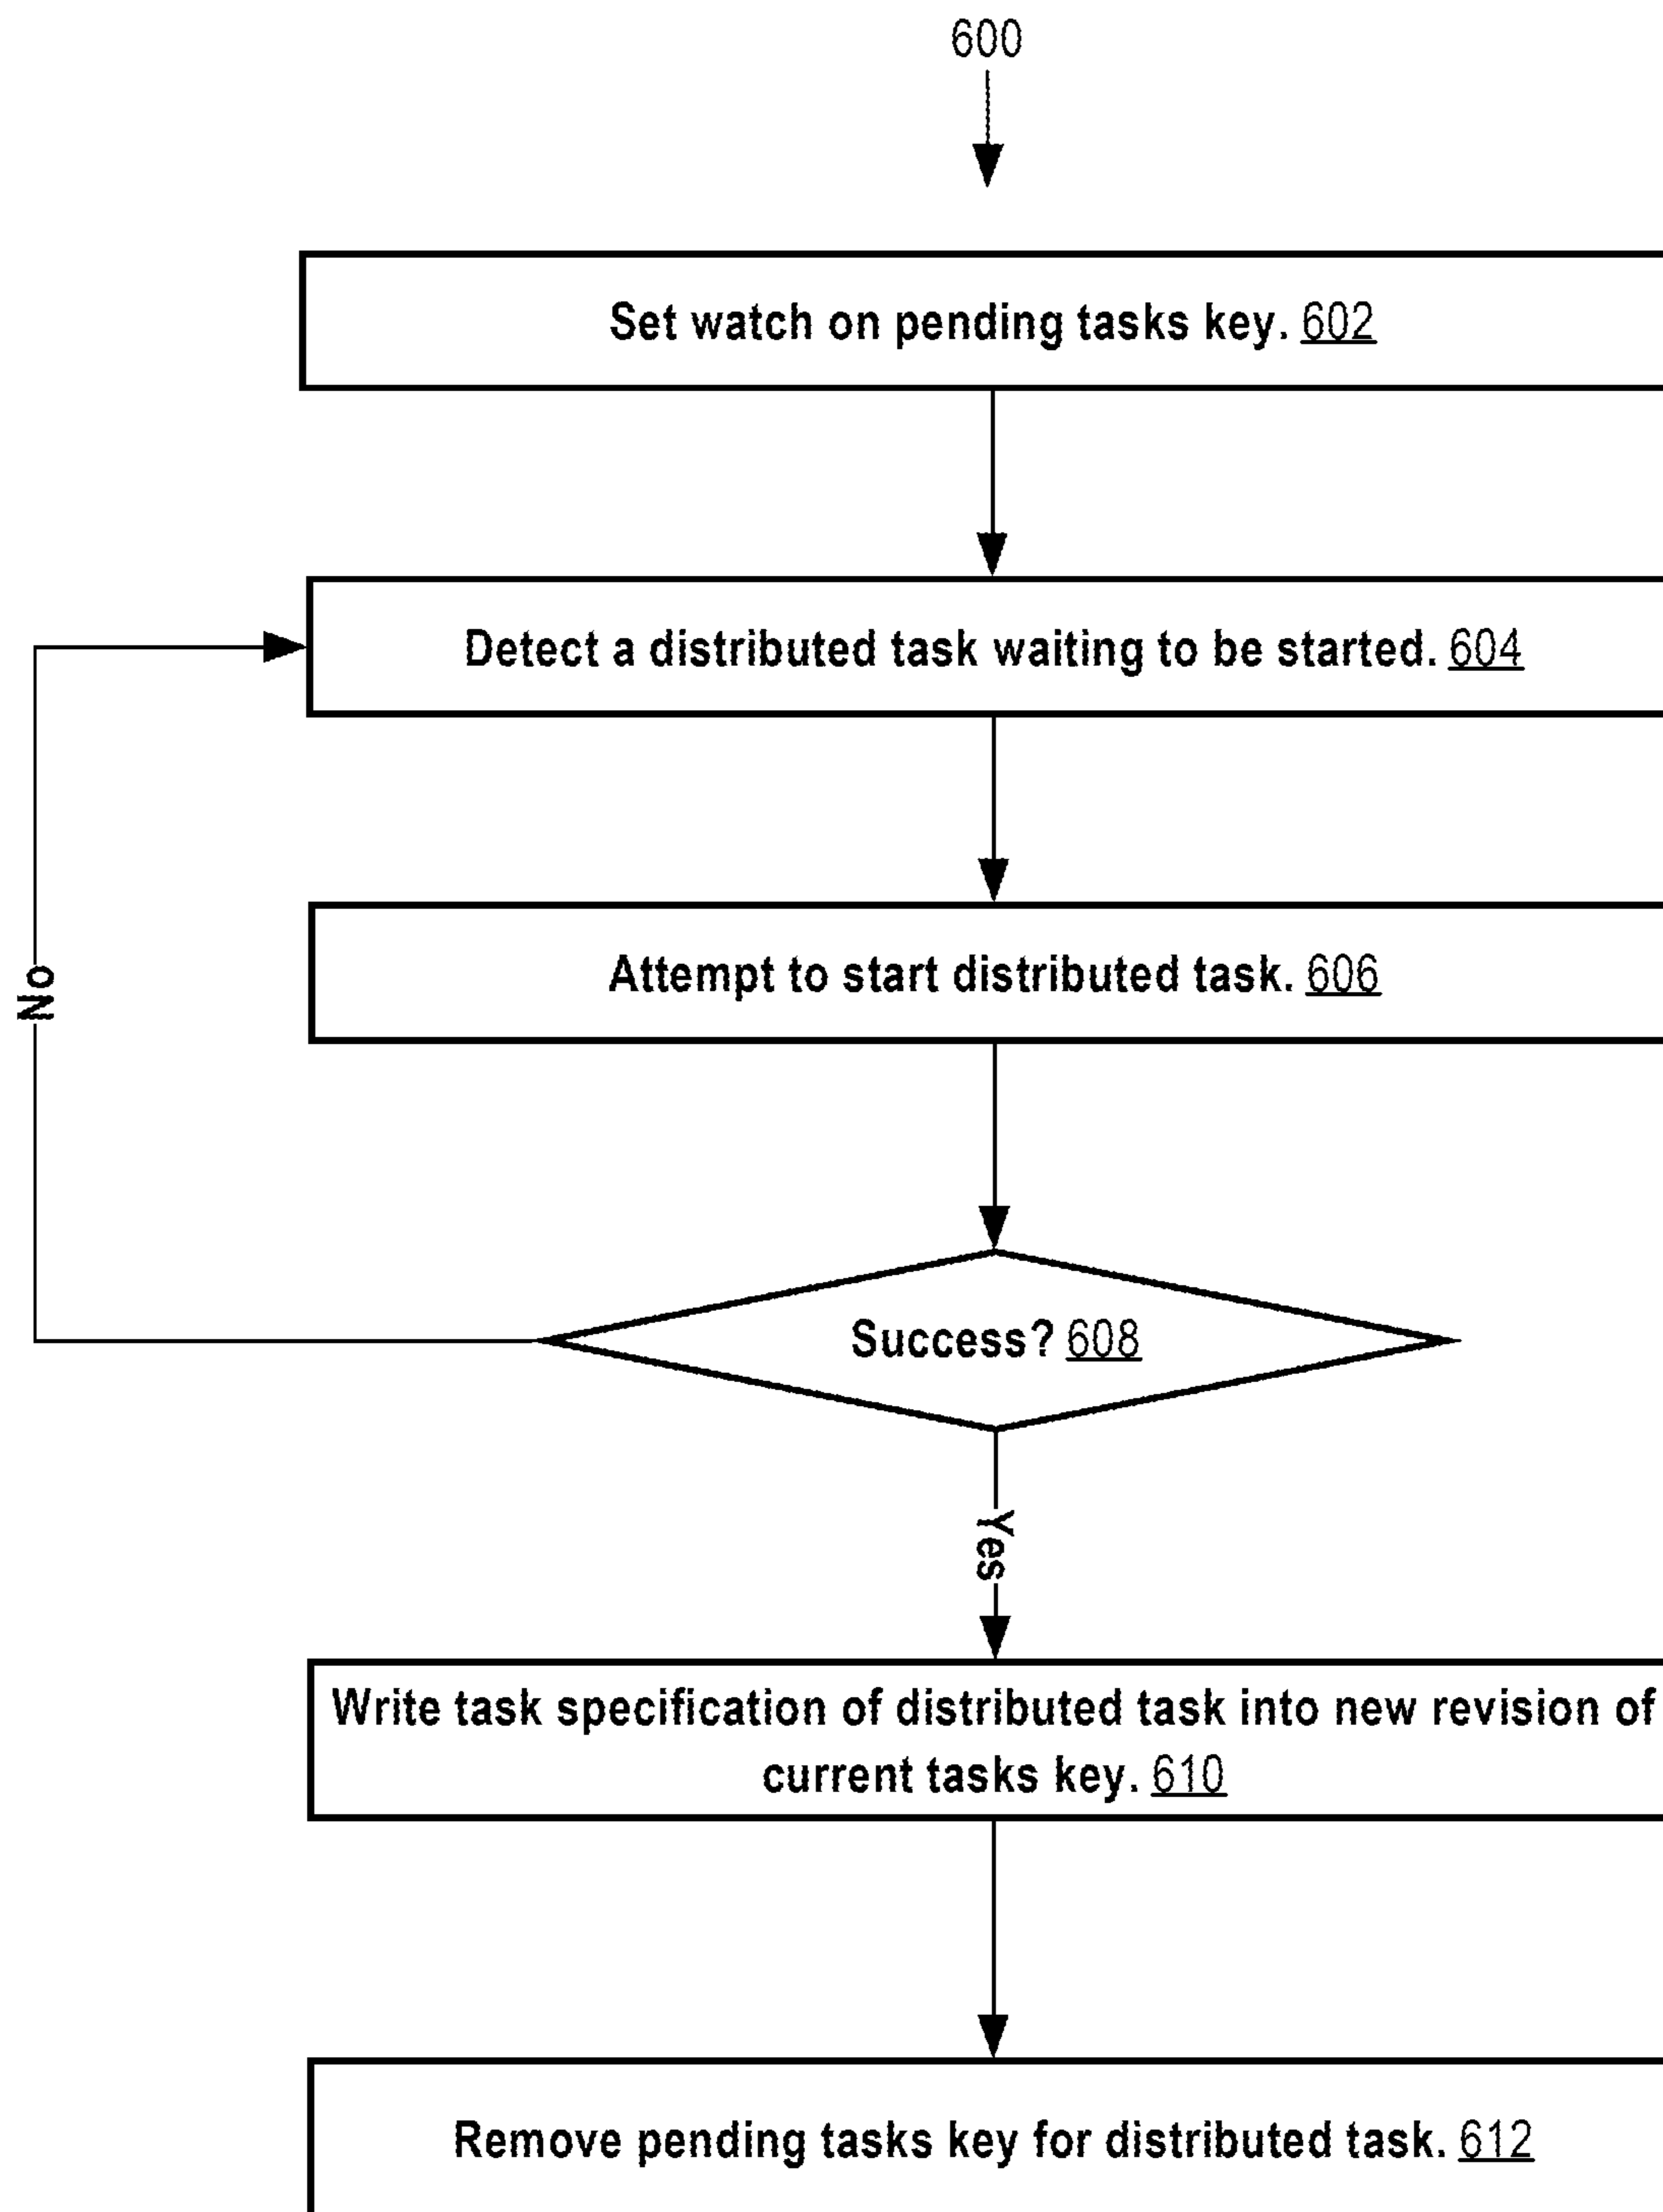 600
Set watch on pending tasks key. 602
Detect a distributed task waiting to be started. 604
Attempt to start distributed task. 606
No
Success? 608
Yes
Write task specification of distributed task into new revision of
current tasks key. 610
Remove pending tasks key for distributed task. 612